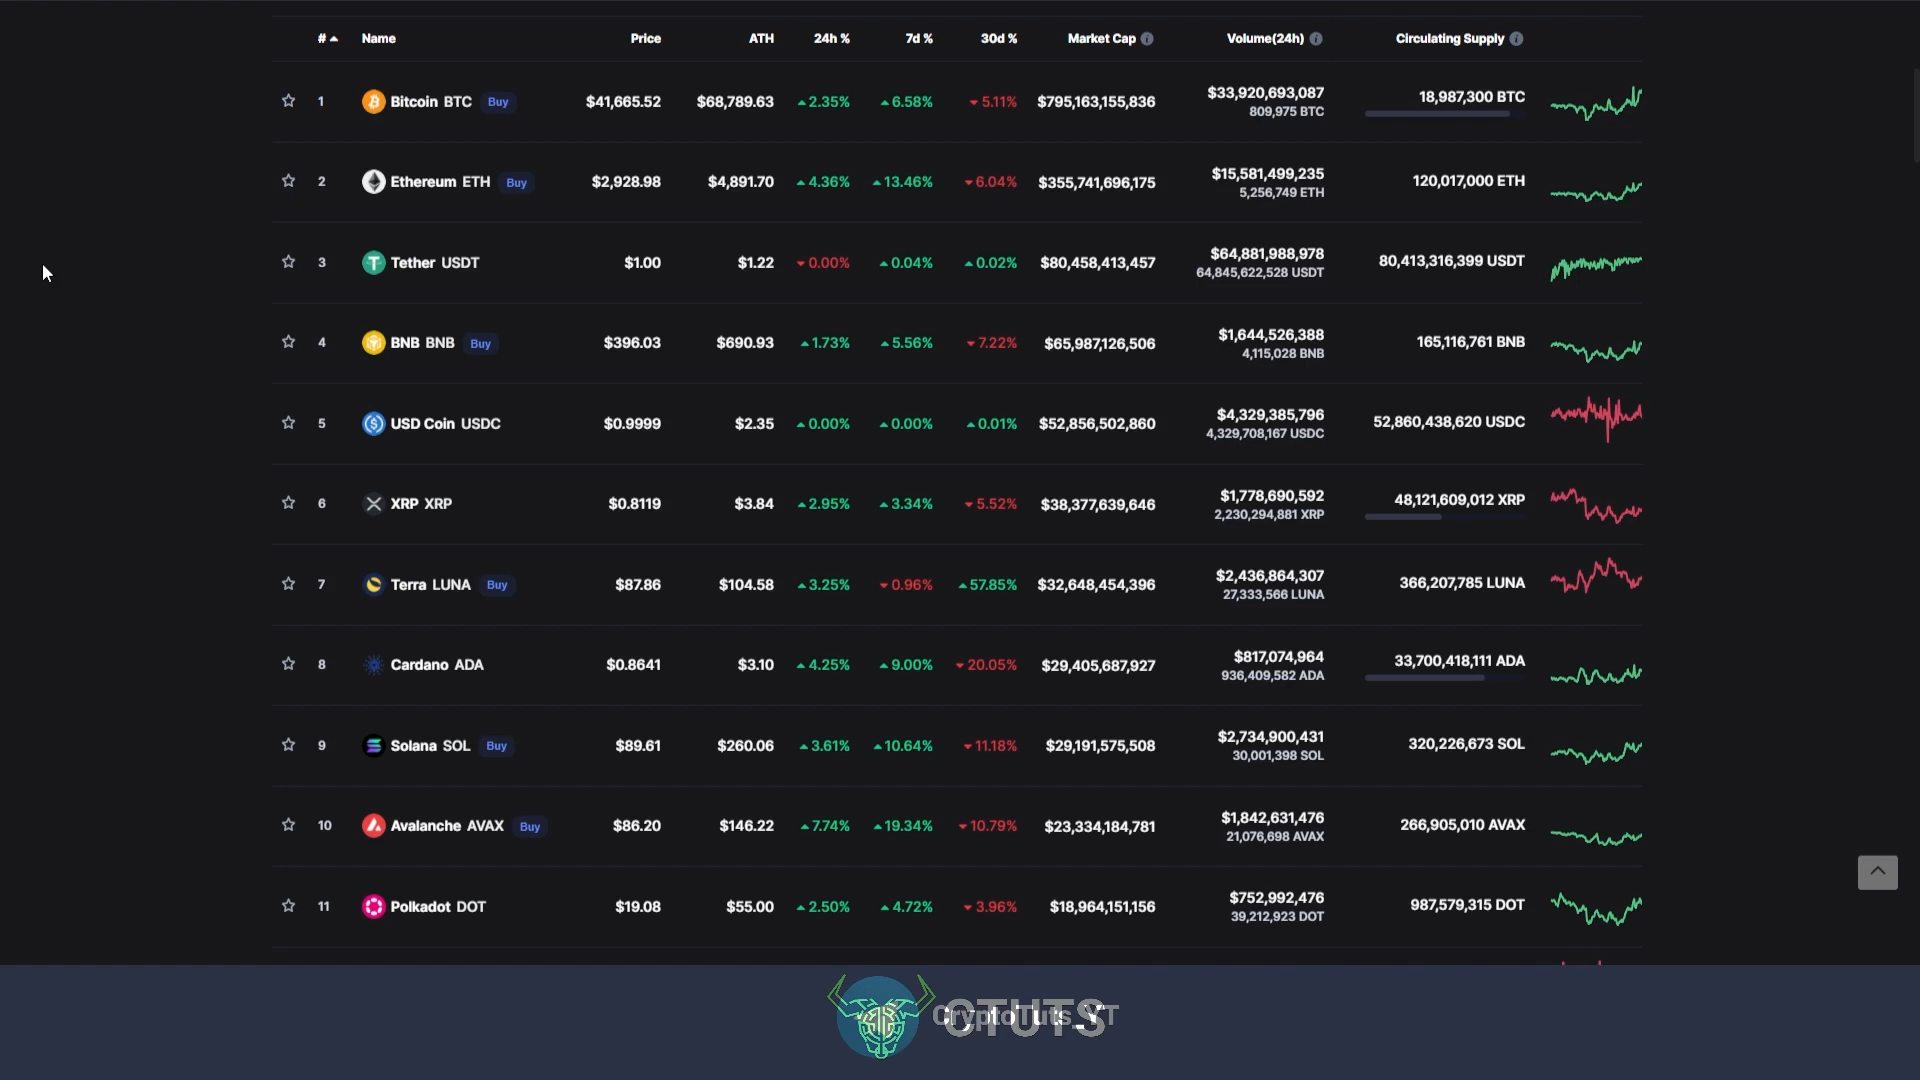 # Name Price ATH 24h % 7d % 30d % Market Cap Volume(24h) Circulating Supply
1 Bitcoin BTC Buy $41,665.52 $68,789.63 2.35% 6.58% 5.11% $795,163,155,836 $33,920,693,087 18,987,300 BTC
809,975 BTC
2 Ethereum ETH Buy $2,928.98 $4,891.70 4.36% 13.46% 6.04% $355,741,696,175 $15,581,499,235 120,017,000 ETH
5,256,749 ETH
3 Tether USDT $1.00 $1.22 0.00% 0.04% 0.02% $80,458,413,457 $64,881,988,978 80,413,316,399 USDT
64,845,622,528 USDT
4 BNB BNB Buy $396.03 $690.93 1.73% 5.56% 7.22% $65,987,126,506 $1,644,526,388 165,116,761 BNB
4,115,028 BNB
5 USD Coin USDC $0.9999 $2.35 0.00% 0.00% 0.01% $52,856,502,860 $4,329,385,796 52,860,438,620 USDC
4,329,708,167 USDC
6 XRP XRP $0.8119 $3.84 2.95% 3.34% 5.52% $38,377,639,646 $1,778,690,592 48,121,609,012 XRP
2,230,294,881 XRP
7 Terra LUNA Buy $87.86 $104.58 3.25% 0.96% 57.85% $32,648,454,396 $2,436,864,307 366,207,785 LUNA
27,333,566 LUNA
8 Cardano ADA $0.8641 $3.10 4.25% 9.00% 20.05% $29,405,687,927 $817,074,964 33,700,418,111 ADA
936,409,582 ADA
9 Solana SOL Buy $89.61 $260.06 3.61% 10.64% 11.18% $29,191,575,508 $2,734,900,431 320,226,673 SOL
30,001,398 SOL
10 Avalanche AVAX Buy $86.20 $146.22 7.74% 19.34% 10.79% $23,334,184,781 $1,842,631,476 266,905,010 AVAX
21,076,698 AVAX
11 Polkadot DOT $19.08 $55.00 2.50% 4.72% 3.96% $18,964,151,156 $752,992,476 987,579,315 DOT
39,212,923 DOT
CTUTS